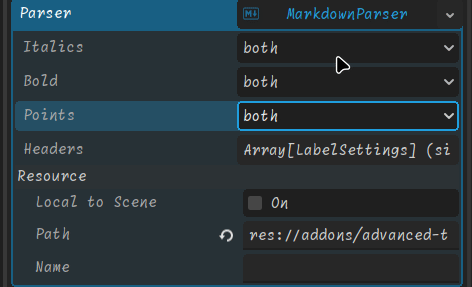 Parser MarkdownParser
Italics both
Bold both
Points both
Headers Array[LabelSettings] (si
Resource
Local to Scene On
Path res://addons/advanced-t
Name